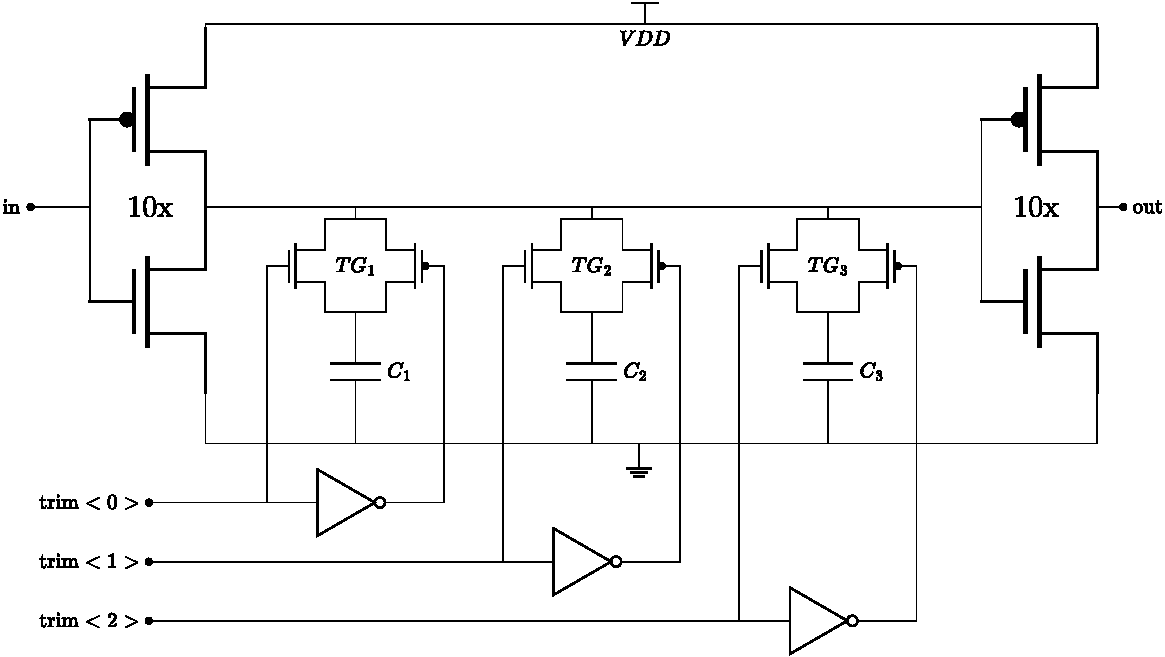 VDD
in
10x
10x
out
TG₁
TG₂
TG₃
C₁
C₂
C₃
trim < 0 >
trim < 1 >
trim < 2 >